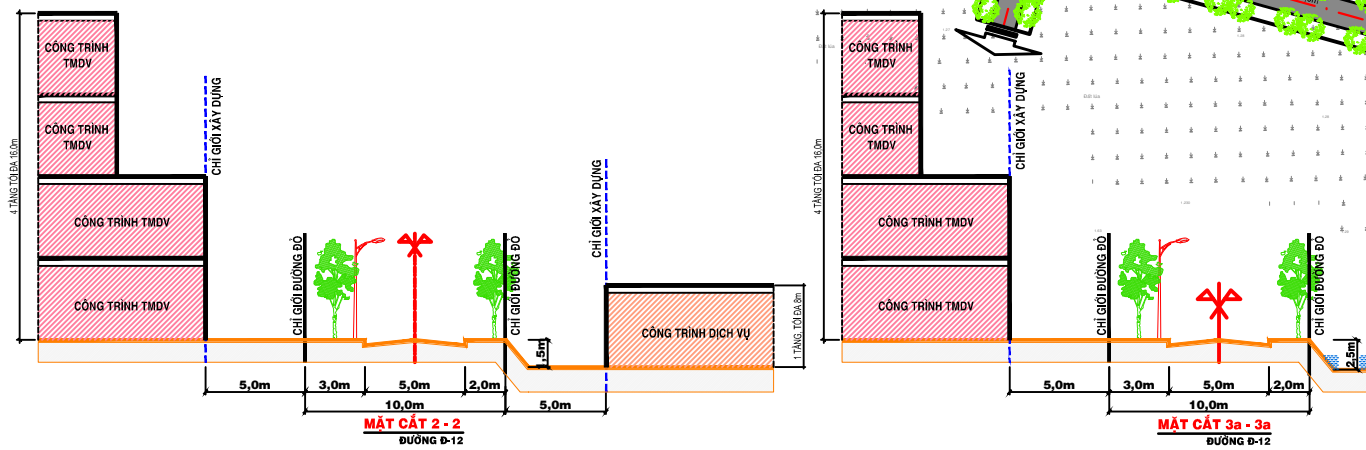 CÔNG TRÌNH
TMDV
CÔNG TRÌNH
TMDV
CÔNG TRÌNH TMDV
CÔNG TRÌNH TMDV
4 TẦNG TỐI ĐA 16.0m
CHỈ GIỚI XÂY DỰNG
CHỈ GIỚI ĐƯỜNG ĐỎ
CHỈ GIỚI ĐƯỜNG ĐỎ
CHỈ GIỚI XÂY DỰNG
CÔNG TRÌNH DỊCH VỤ
1 TẦNG. TỐI ĐA 8m
1,5m
5,0m
3,0m
5,0m
2,0m
10,0m
5,0m
MẶT CẮT 2 - 2
ĐƯỜNG Đ-12
CÔNG TRÌNH
TMDV
CÔNG TRÌNH
TMDV
CÔNG TRÌNH TMDV
CÔNG TRÌNH TMDV
4 TẦNG TỐI ĐA 16.0m
CHỈ GIỚI XÂY DỰNG
CHỈ GIỚI ĐƯỜNG ĐỎ
CHỈ GIỚI ĐƯỜNG ĐỎ
2,5m
5,0m
3,0m
5,0m
2,0m
10,0m
MẶT CẮT 3a - 3a
ĐƯỜNG Đ-12